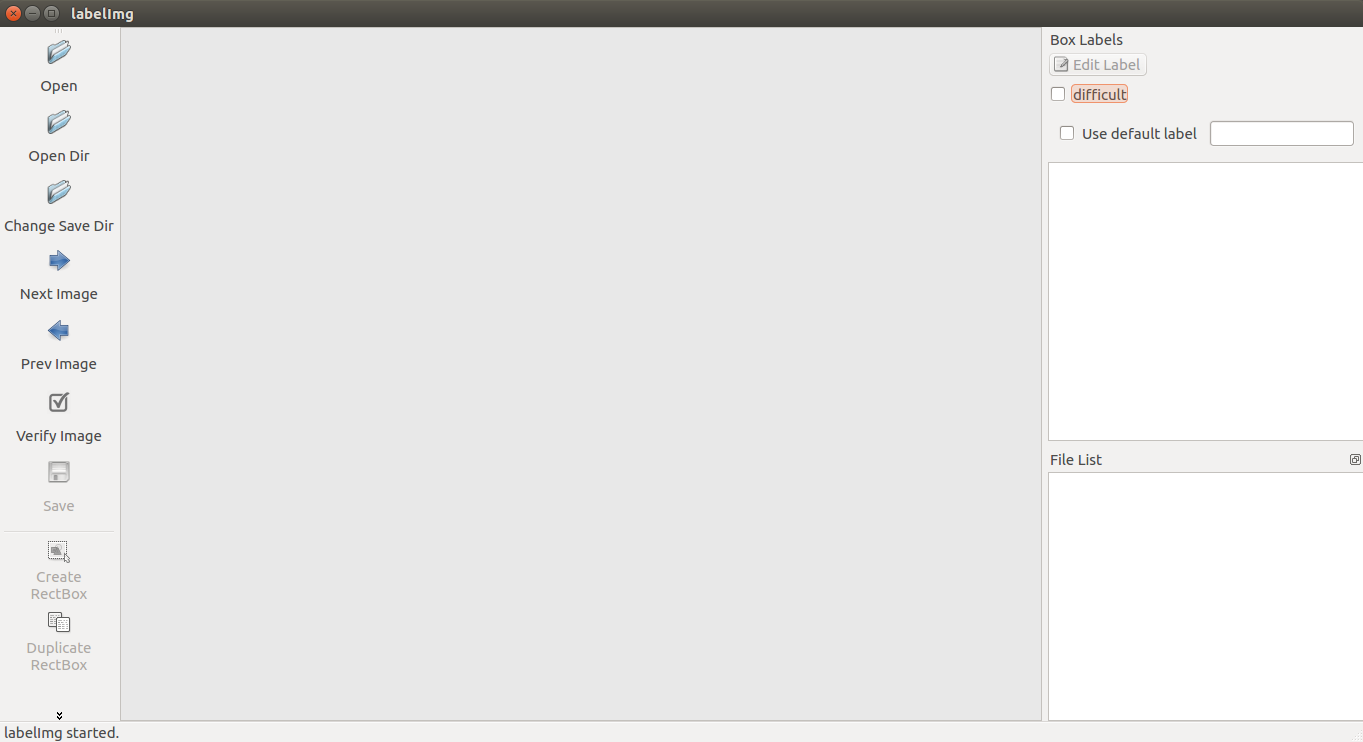 labelImg
Open
Open Dir
Change Save Dir
Next Image
Prev Image
Verify Image
Save
Create
RectBox
Duplicate
RectBox
Box Labels
Edit Label
difficult
Use default label
File List
labelImg started.